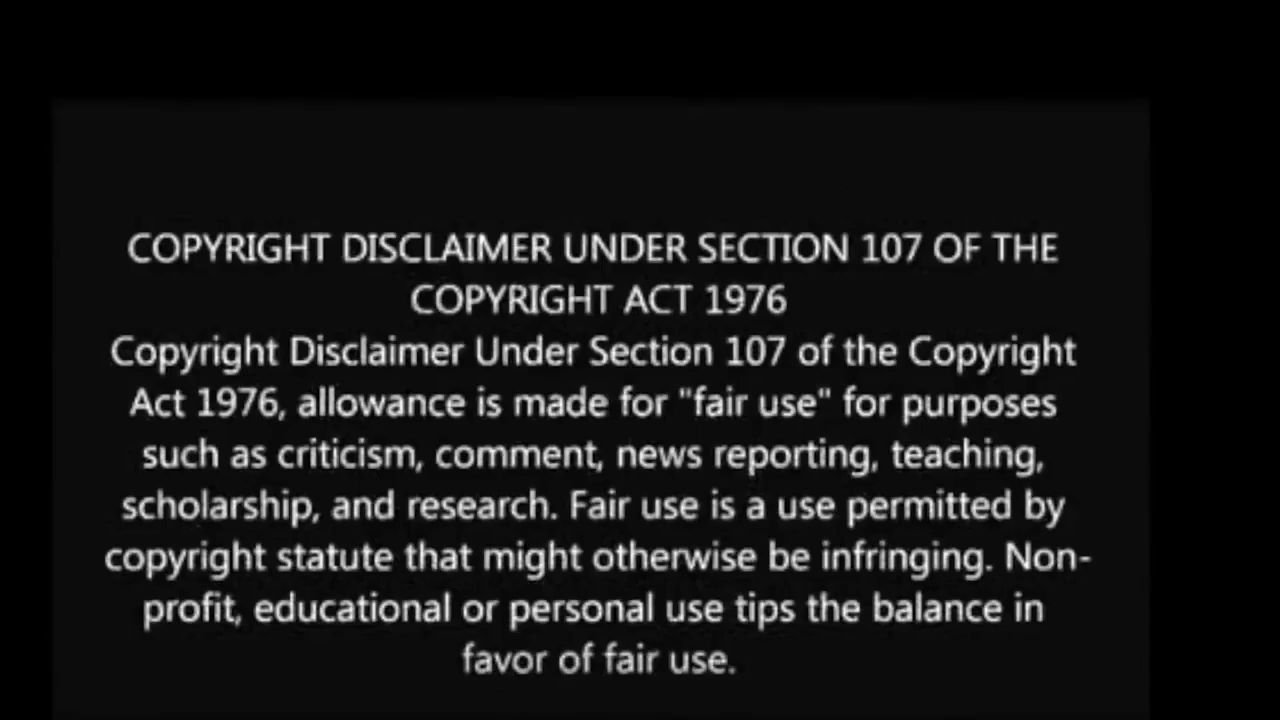 COPYRIGHT DISCLAIMER UNDER SECTION 107 OF THE
COPYRIGHT ACT 1976
Copyright Disclaimer Under Section 107 of the Copyright
Act 1976, allowance is made for "fair use" for purposes
such as criticism, comment, news reporting, teaching,
scholarship, and research. Fair use is a use permitted by
copyright statute that might otherwise be infringing. Non-
profit, educational or personal use tips the balance in
favor of fair use.